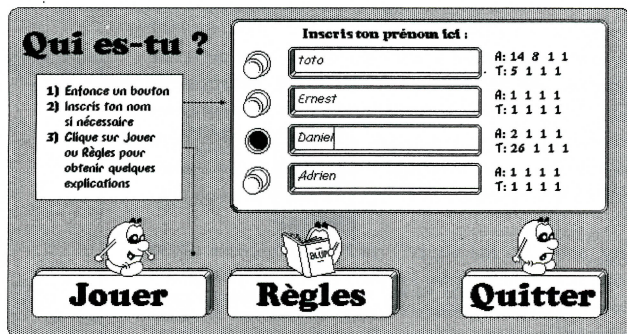 Qui es-tu ?
1) Enfonce un bouton
2) Inscris ton nom
si nécessaire
3) Clique sur Jouer
ou Règles pour
obtenir quelques
explications
Inscris ton prénom ici :
toto
A: 14 8 1 1
T: 5 1 1 1
Ernest
A: 1 1 1 1
T: 1 1 1 1
Daniel
A: 2 1 1 1
T: 26 1 1 1
Adrien
A: 1 1 1 1
T: 1 1 1 1
BLUP
Jouer
Règles
Quitter